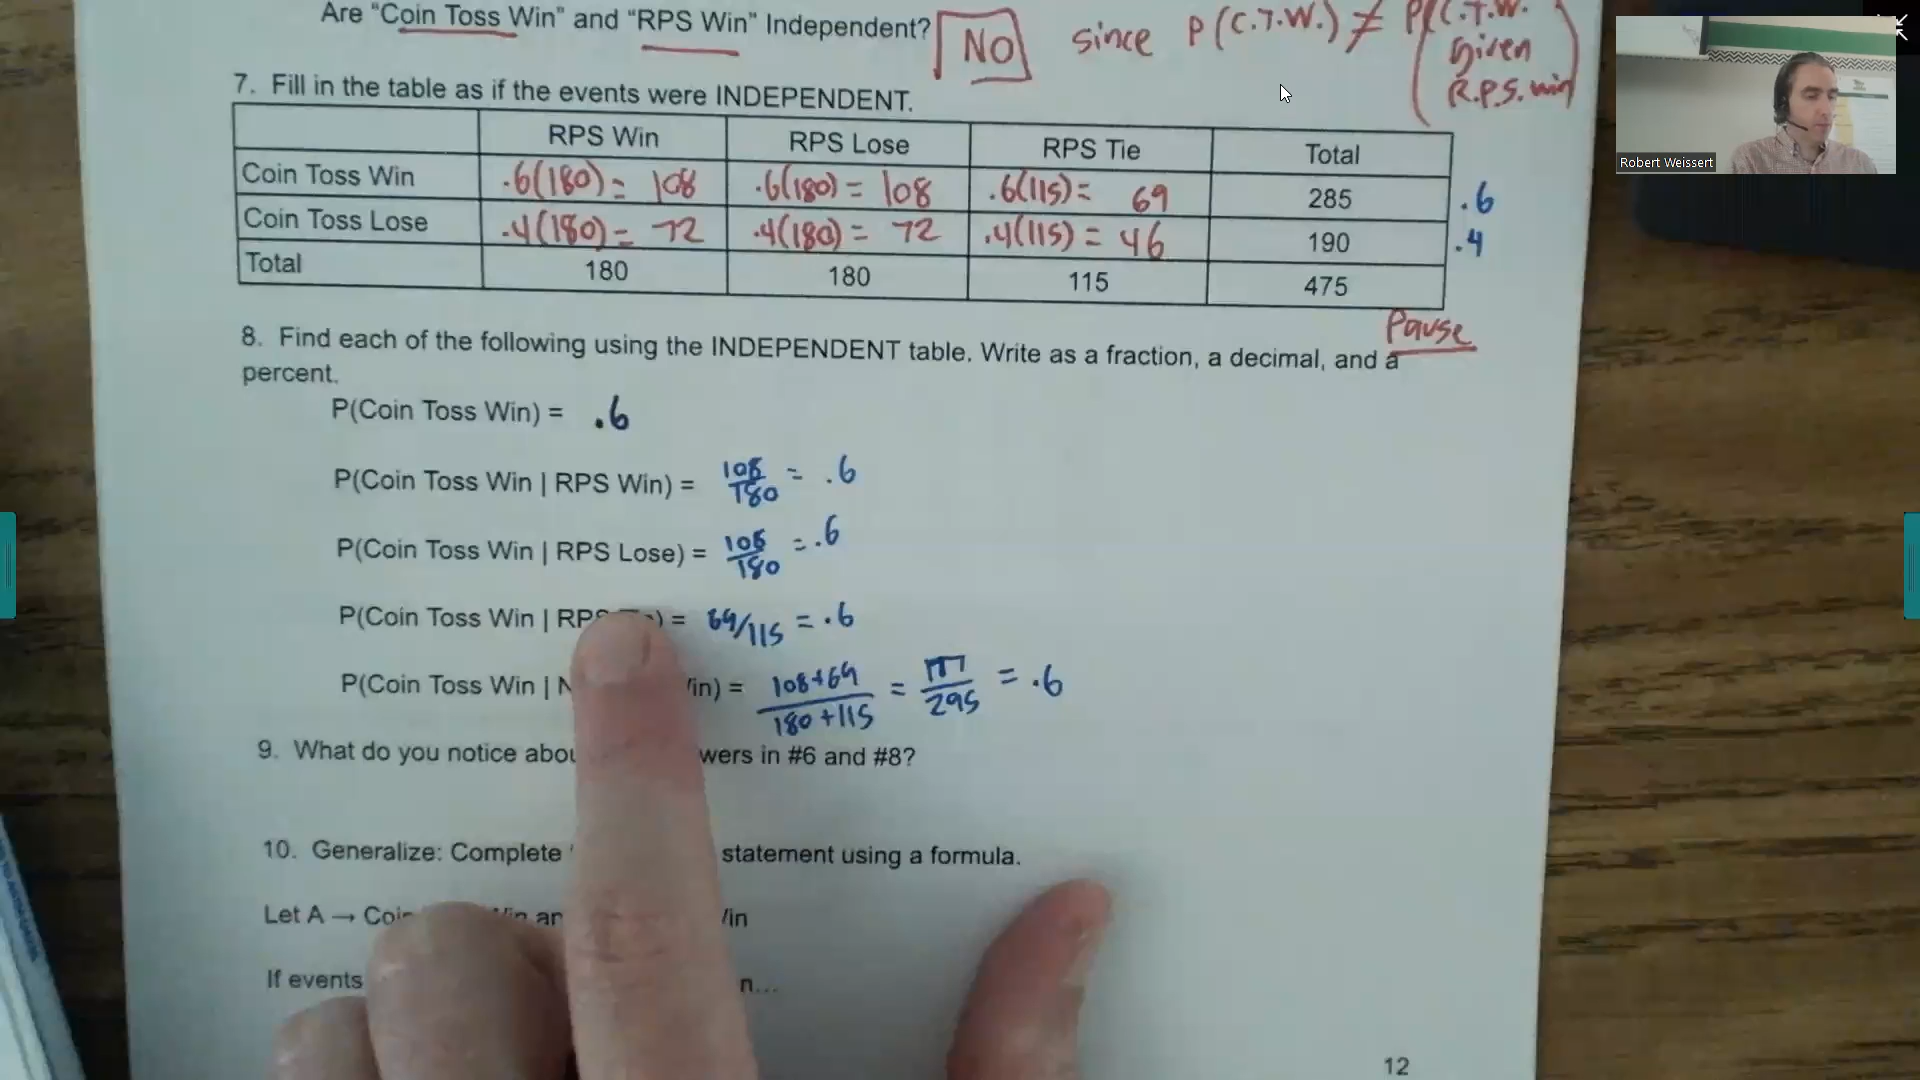 Are "Coin Toss Win" and "RPS Win" Independent? NO since P(C.T.W.) ≠ P(C.T.W. given R.P.S. win)
7. Fill in the table as if the events were INDEPENDENT.
RPS Win RPS Lose RPS Tie Total
Coin Toss Win .6(180) = 108 .6(180) = 108 .6(115) = 69 285 .6
Coin Toss Lose .4(180) = 72 .4(180) = 72 .4(115) = 46 190 .4
Total 180 180 115 475
Pause
8. Find each of the following using the INDEPENDENT table. Write as a fraction, a decimal, and a
percent.
P(Coin Toss Win) = .6
P(Coin Toss Win | RPS Win) = 108/180 = .6
P(Coin Toss Win | RPS Lose) = 108/180 = .6
P(Coin Toss Win | RPS ) = 69/115 = .6
P(Coin Toss Win | in) = 108+69/180+115 = 177/295 = .6
9. What do you notice in #6 and #8?
10. Generalize: Complete statement using a formula.
Let A →
If events
12
Robert Weissert